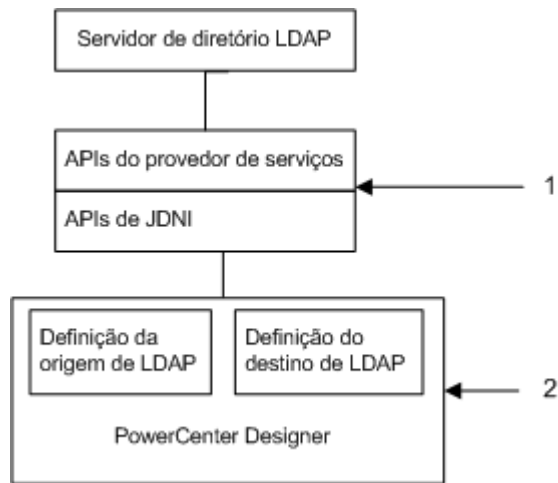 Servidor de diretório LDAP
APIs do provedor de serviços
1
APIs de JDNI
Definição da
origem de LDAP
Definição do
destino de LDAP
2
PowerCenter Designer